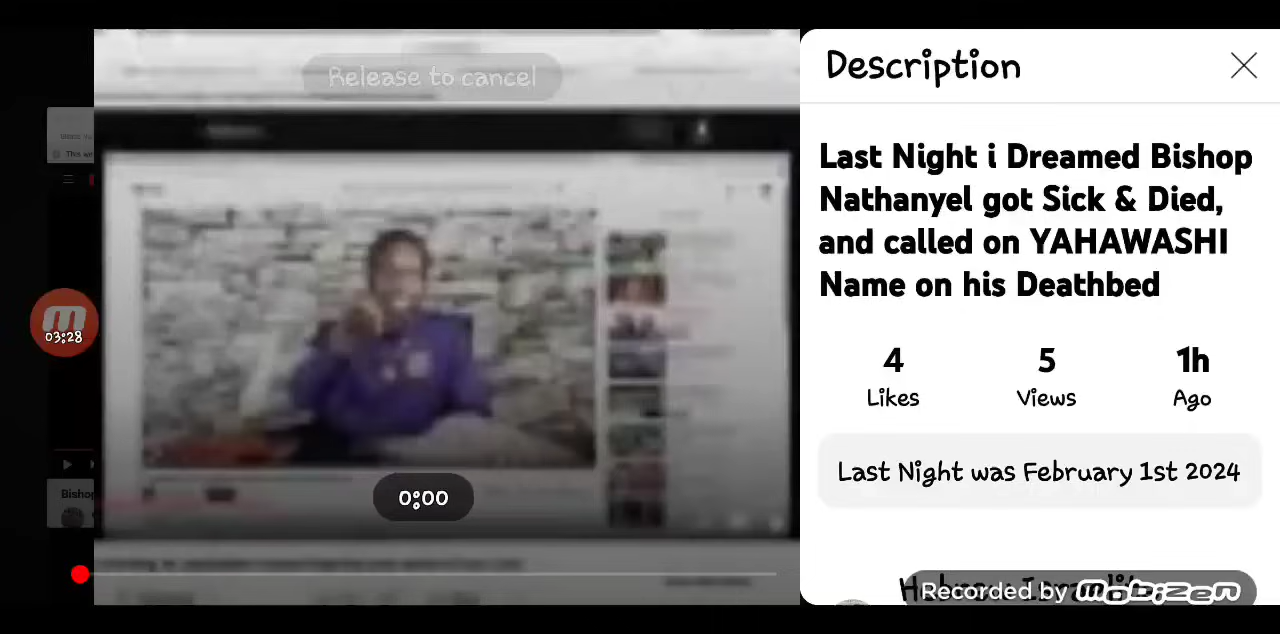 Release to cancel
Description
Last Night i Dreamed Bishop
Nathanyel got Sick & Died,
and called on YAHAWASHI
Name on his Deathbed
4
5
1h
Likes
Views
Ago
03:28
Last Night was February 1st 2024
Bishop
0:00
Recorded by mobizen